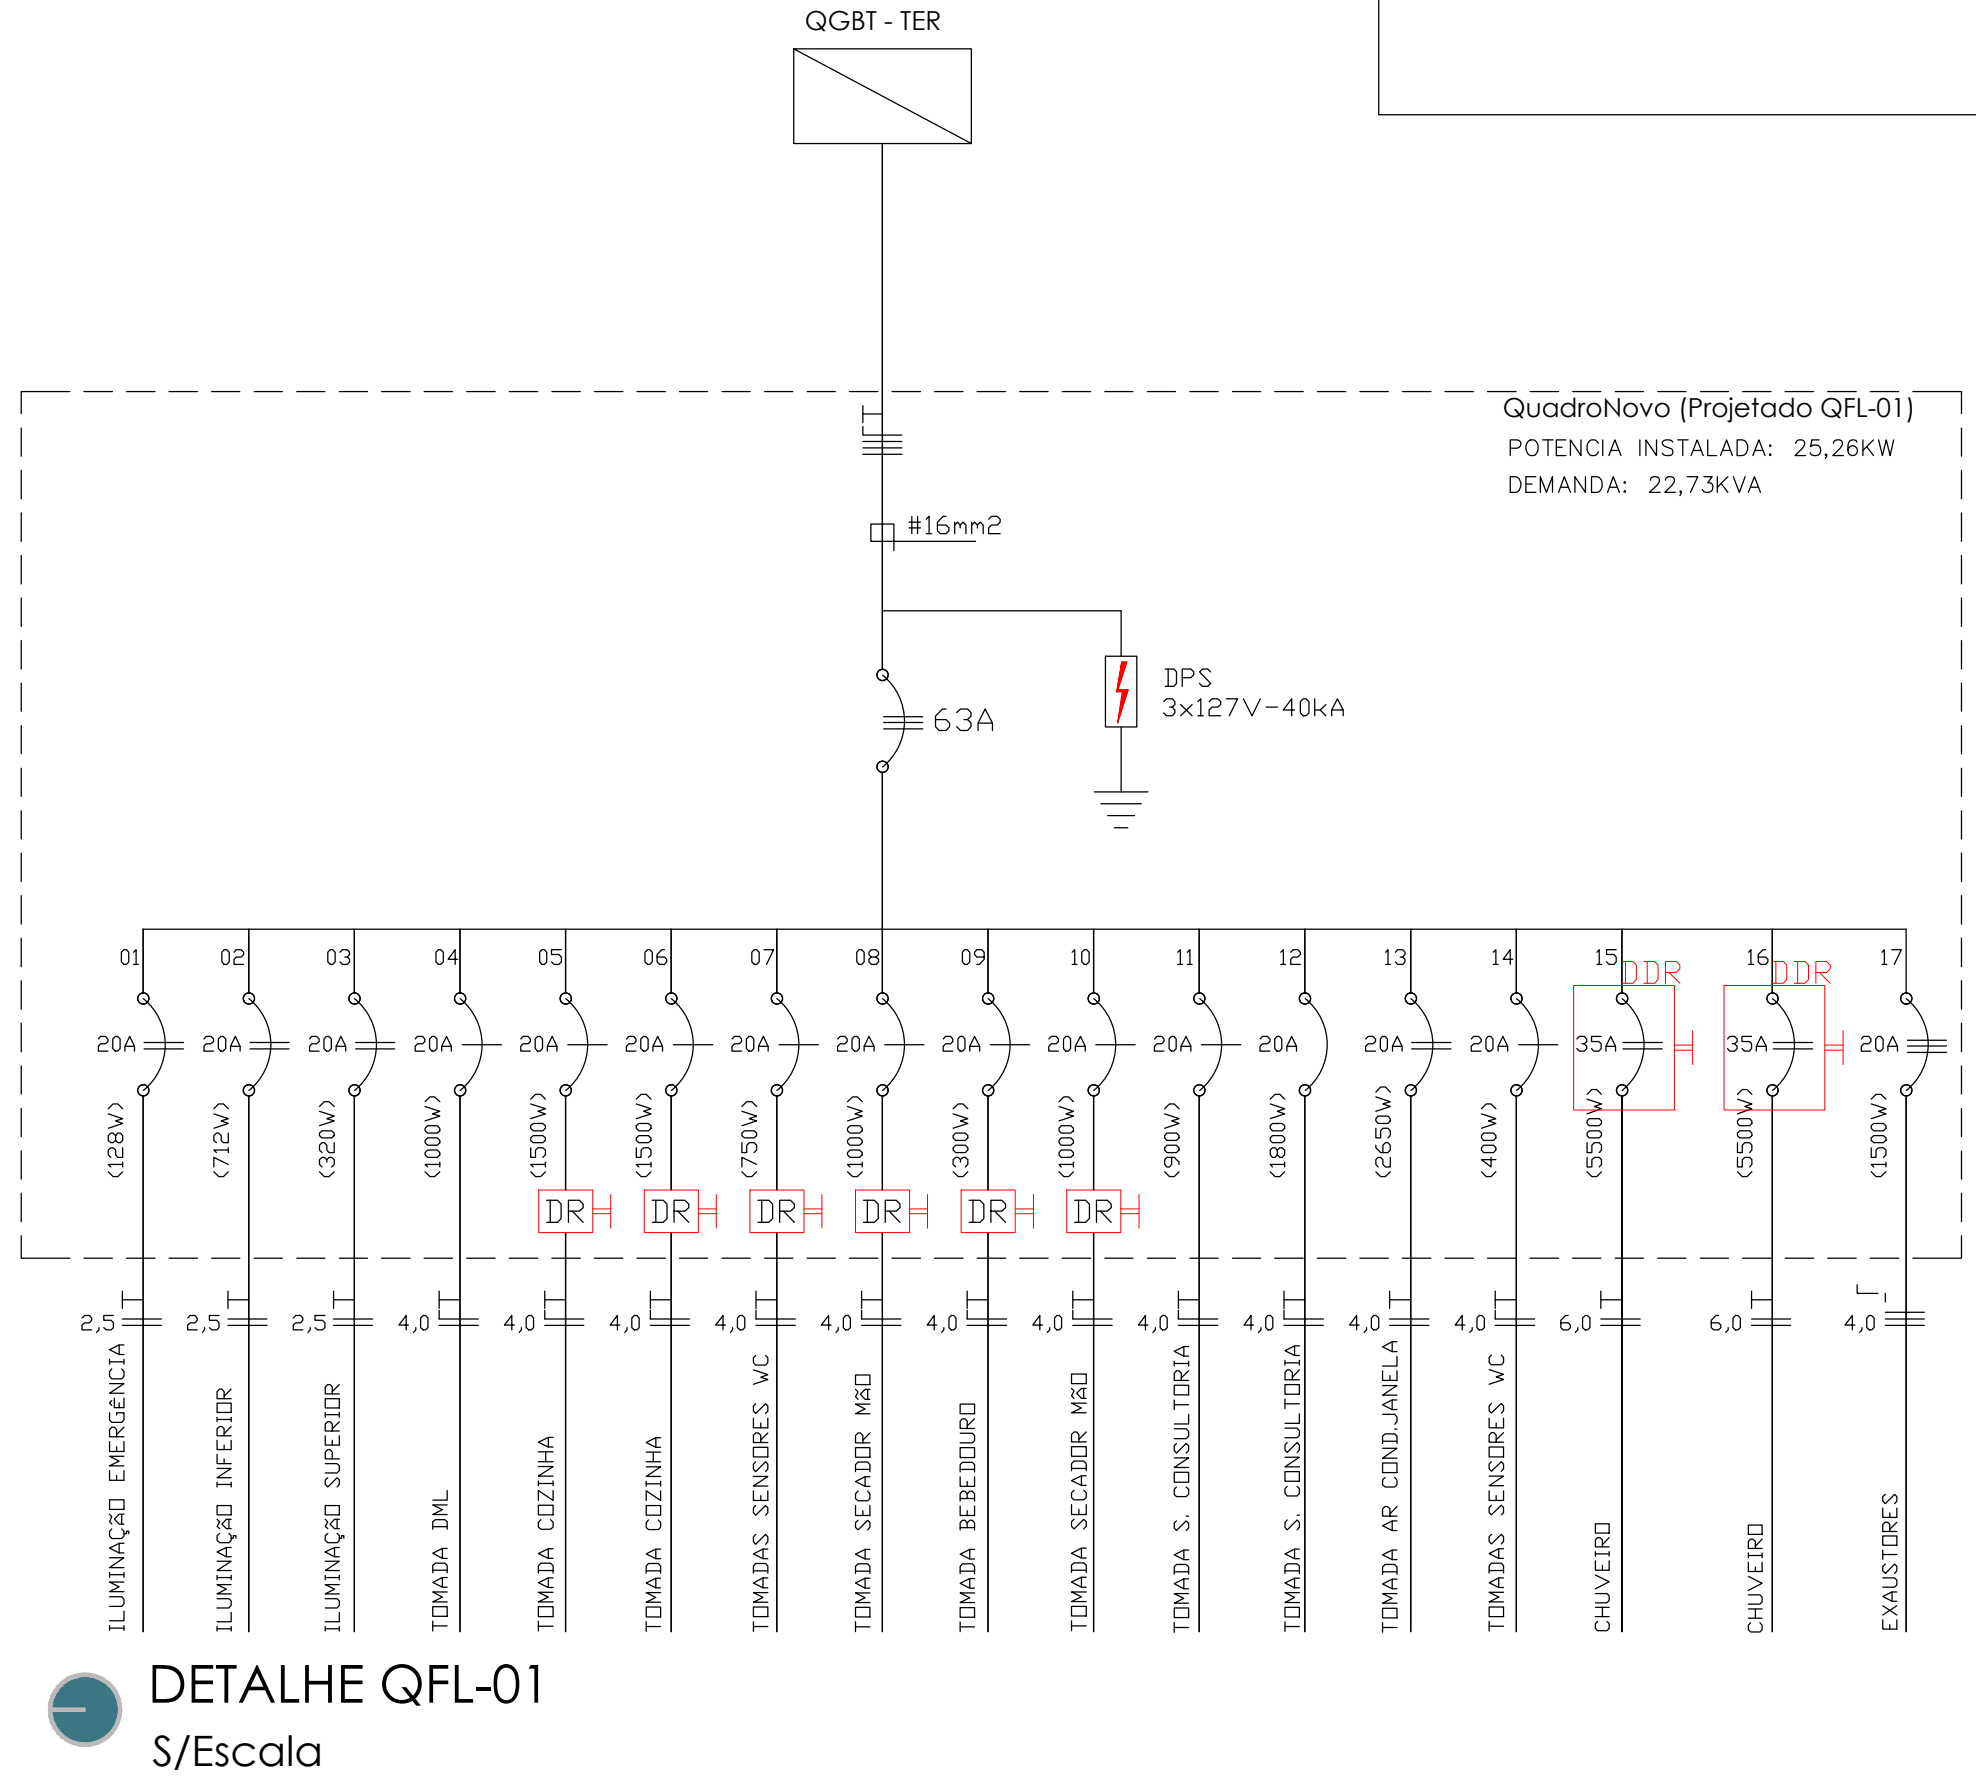 QGBT - TER
QuadroNovo (Projetado QFL-01)
POTENCIA INSTALADA: 25,26KW
DEMANDA: 22,73KVA
#16mm2
DPS
3x127V-40kA
63A
01
02
03
04
05
06
07
08
09
10
11
12
13
14
15
DDR
16
DDR
17
20A
20A
20A
20A
20A
20A
20A
20A
20A
20A
20A
20A
20A
20A
35A
35A
20A
(128W)
(712W)
(320W)
(1000W)
(1500W)
(1500W)
(750W)
(1000W)
(300W)
(1000W)
(900W)
(1800W)
(2650W)
(400W)
(5500W)
(5500W)
(1500W)
DR
DR
DR
DR
DR
DR
2,5
2,5
2,5
4,0
4,0
4,0
4,0
4,0
4,0
4,0
4,0
4,0
4,0
4,0
6,0
6,0
4,0
ILUMINAÇÃO EMERGÊNCIA
ILUMINAÇÃO INFERIOR
ILUMINAÇÃO SUPERIOR
TOMADA DML
TOMADA COZINHA
TOMADA COZINHA
TOMADAS SENSORES WC
TOMADA SECADOR MÃO
TOMADA BEBEDOURO
TOMADA SECADOR MÃO
TOMADA S. CONSULTORIA
TOMADA S. CONSULTORIA
TOMADA AR COND.JANELA
TOMADAS SENSORES WC
CHUVEIRO
CHUVEIRO
EXAUSTORES
DETALHE QFL-01
S/Escala